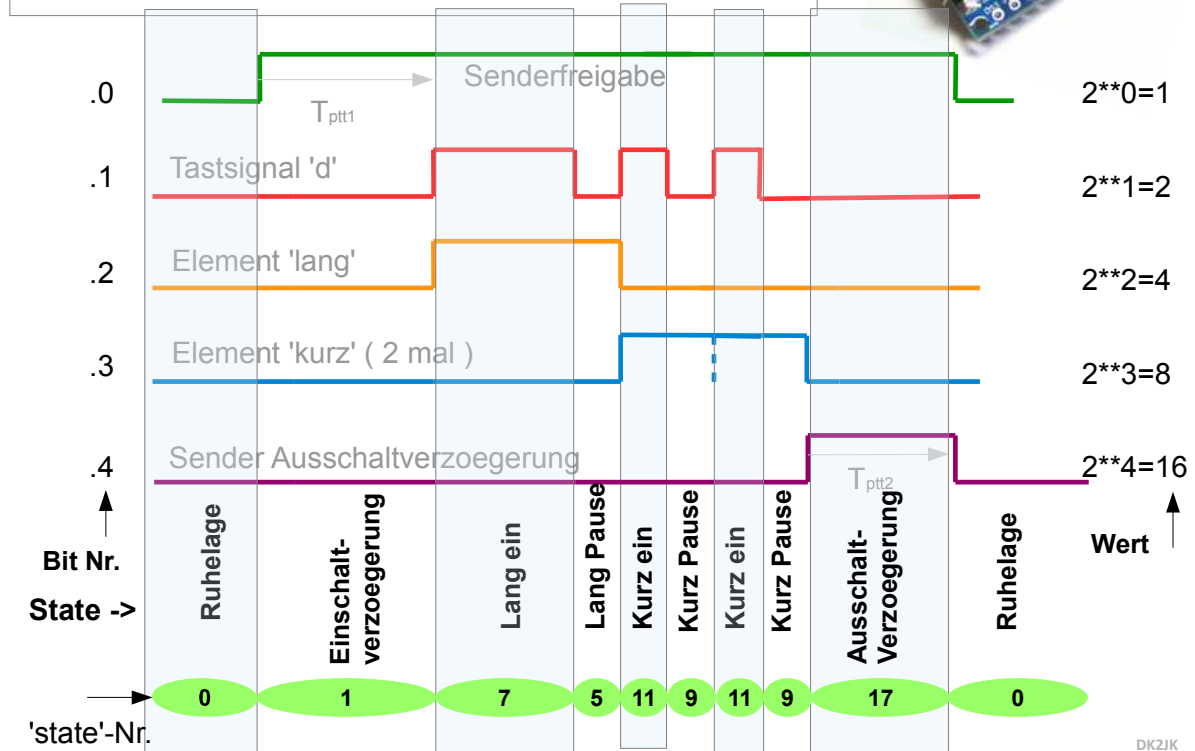 .0
Senderfreigabe
2**0=1
Tptt1
.1
Tastsignal 'd'
2**1=2
.2
Element 'lang'
2**2=4
.3
Element 'kurz' ( 2 mal )
2**3=8
.4
Sender Ausschaltverzoegerung
Tptt2
2**4=16
Bit Nr.
Wert
State ->
Ruhelage
Einschalt-
verzoegerung
Lang ein
Lang Pause
Kurz ein
Kurz Pause
Kurz ein
Kurz Pause
Ausschalt-
Verzoegerung
Ruhelage
0 1 7 5 11 9 11 9 17 0
'state'-Nr.
DK2JK